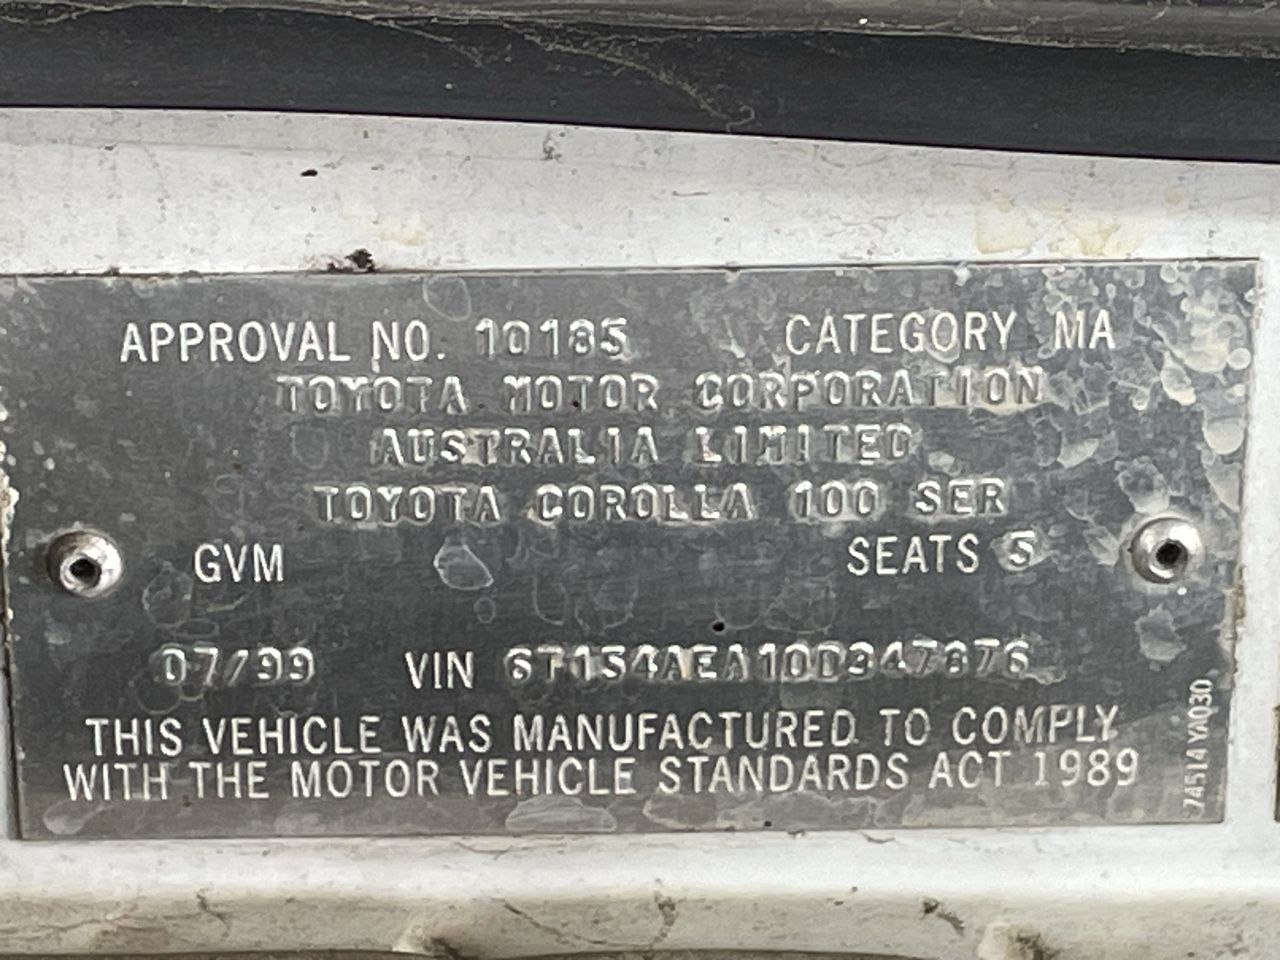 APPROVAL NO. 10185 CATEGORY MA
TOYOTA MOTOR CORPORATION
AUSTRALIA LIMITED
TOYOTA COROLLA 100 SER
GVM SEATS 5
07/99 VIN 6T154AEA10D347876
THIS VEHICLE WAS MANUFACTURED TO COMPLY
WITH THE MOTOR VEHICLE STANDARDS ACT 1989
74514 YA030